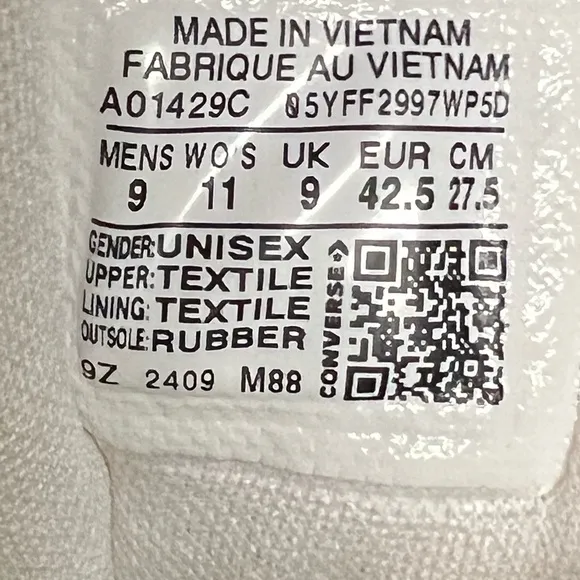 MADE IN VIETNAM
FABRIQUE AU VIETNAM
A01429C 05YFF2997WP5D
MENS WO'S UK EUR CM
9 11 9 42.5 27.5
GENDER:UNISEX
UPPER:TEXTILE
LINING:TEXTILE
OUTSOLE:RUBBER
9Z 2409 M88
CONVERSE